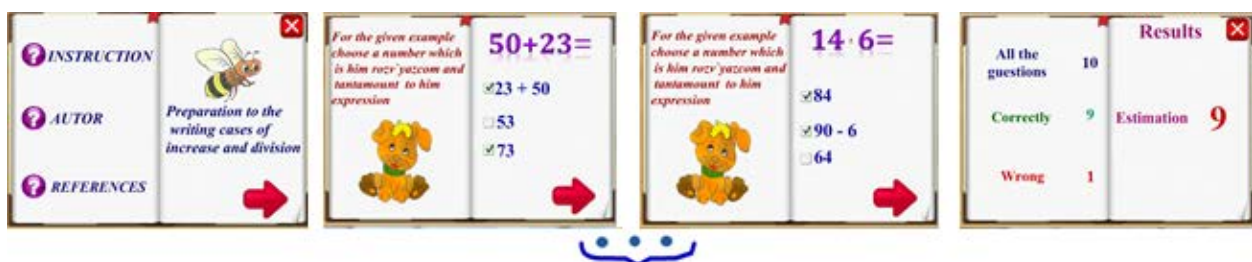 INSTRUCTION
AUTOR
REFERENCES
Preparation to the
writing cases of
increase and division
For the given example
choose a number which
is him rozv`yazcom and
tantamount to him
expression
50+23=
23 + 50
53
73
For the given example
choose a number which
is him rozv`yazcom and
tantamount to him
expression
14 · 6=
84
90 - 6
64
Results
All the
guestions
10
Correctly
9
Wrong
1
Estimation
9